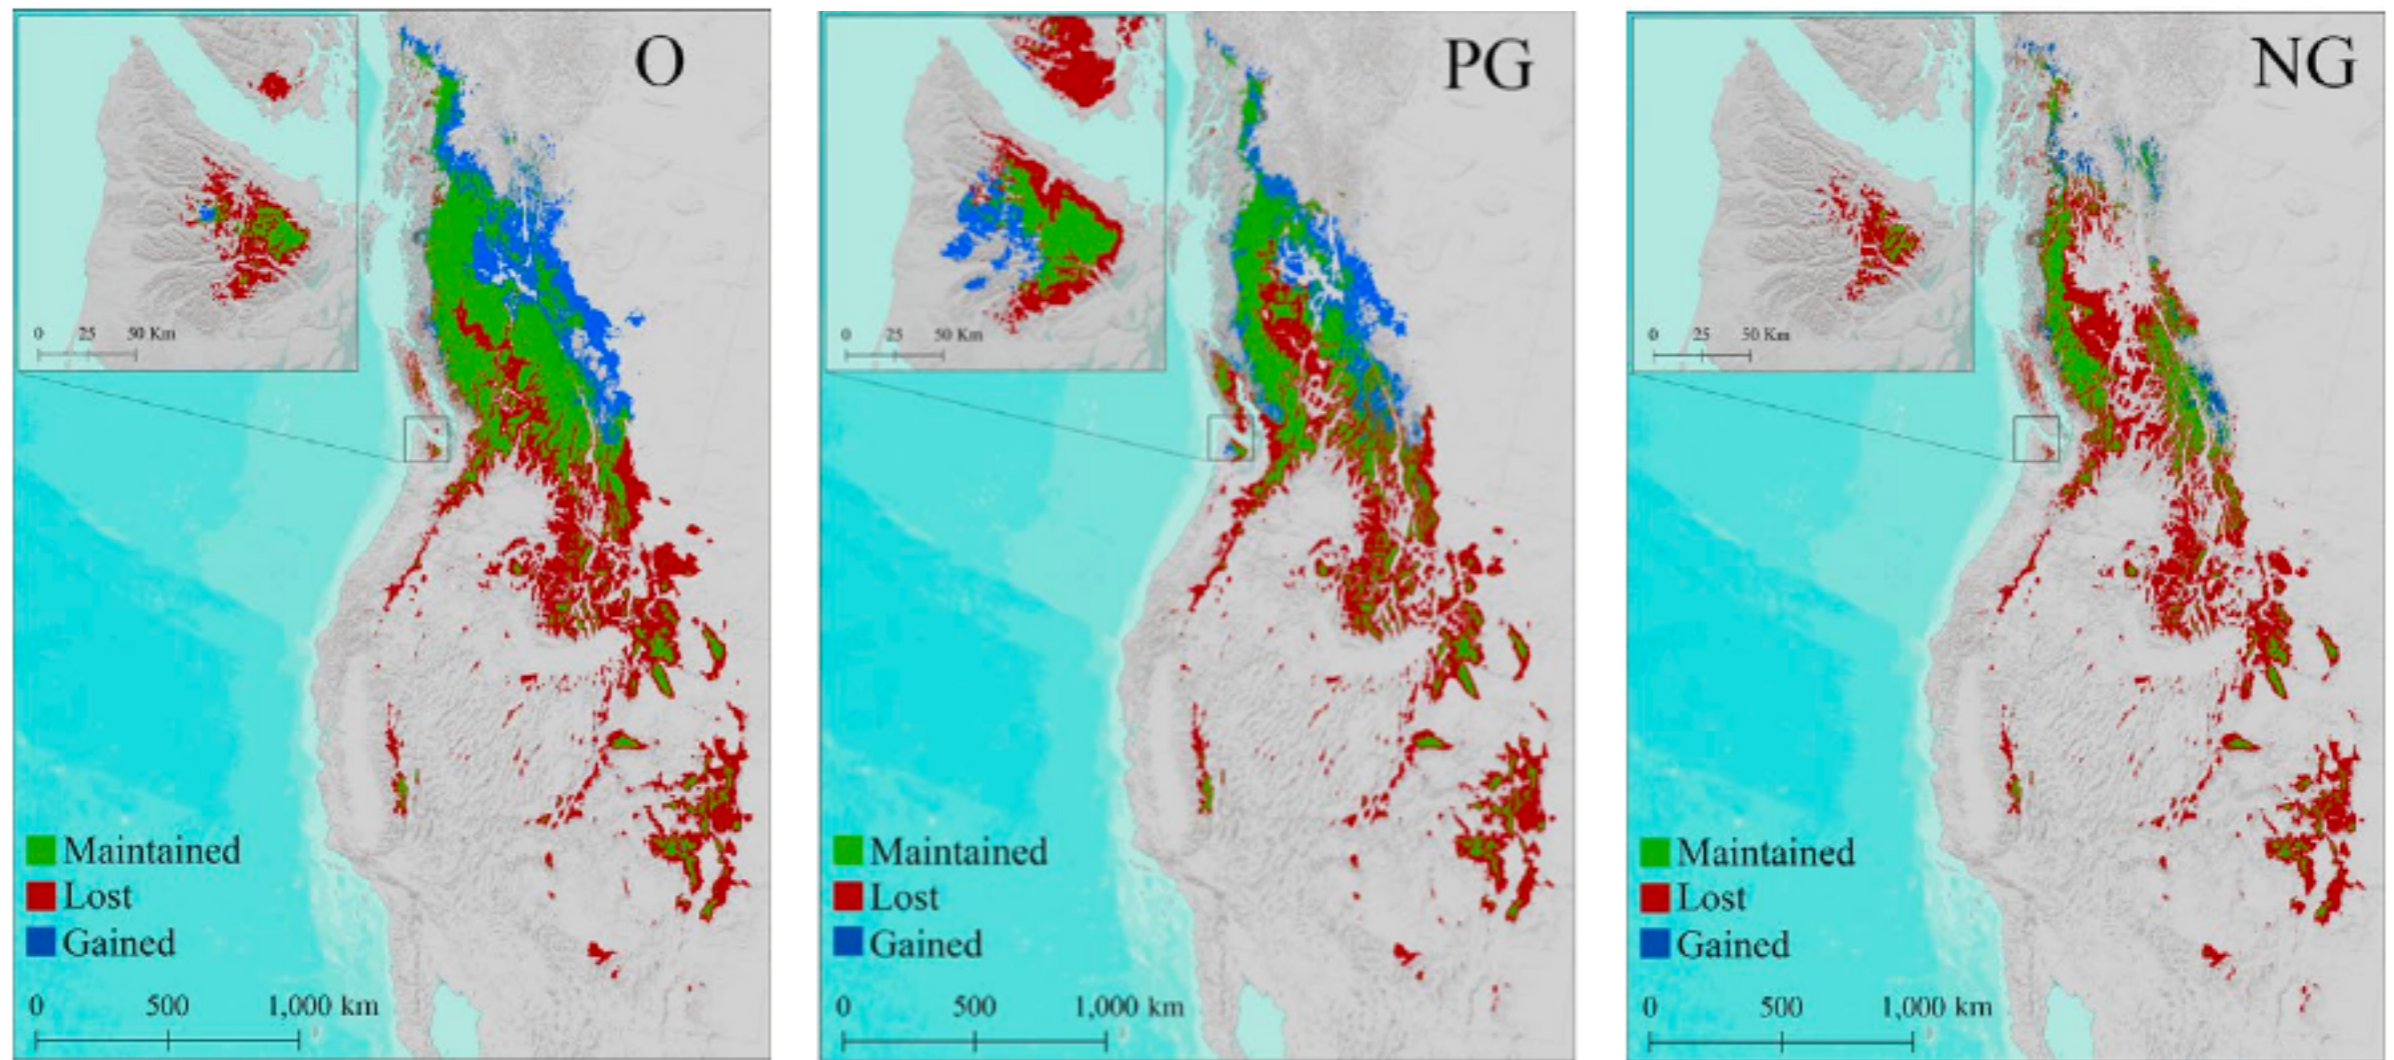 O
0 25 50 Km
Maintained
Lost
Gained
0 500 1,000 km
PG
0 25 50 Km
Maintained
Lost
Gained
0 500 1,000 km
NG
0 25 50 Km
Maintained
Lost
Gained
0 500 1,000 km